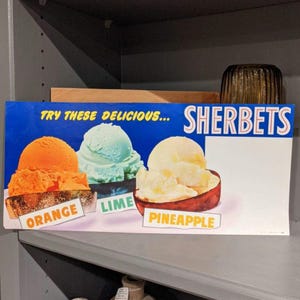 TRY THESE DELICIOUS...
SHERBETS
ORANGE
LIME
PINEAPPLE